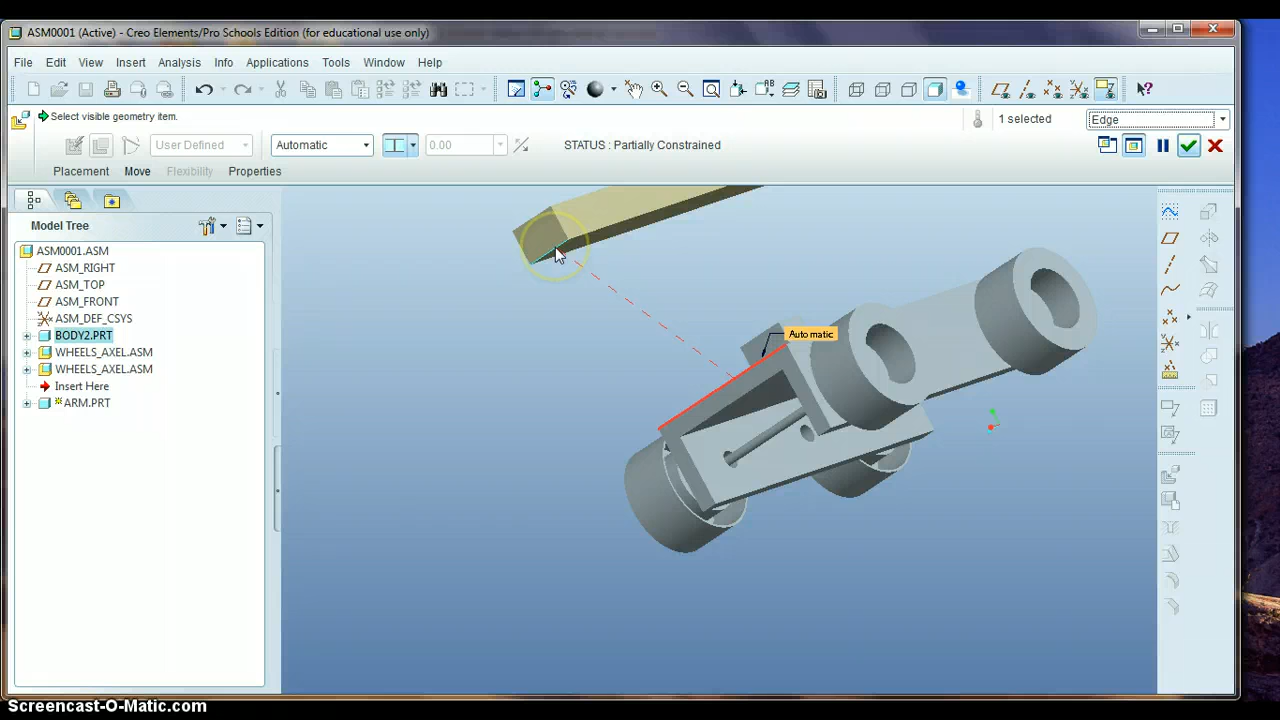 ASM0001 (Active) - Creo Elements/Pro Schools Edition (for educational use only)
File Edit View Insert Analysis Info Applications Tools Window Help
Select visible geometry item.
1 selected
Edge
User Defined
Automatic
0.00
STATUS : Partially Constrained
Placement Move Flexibility Properties
Model Tree
ASM0001.ASM
ASM_RIGHT
ASM_TOP
ASM_FRONT
ASM_DEF_CSYS
BODY2.PRT
WHEELS_AXEL.ASM
WHEELS_AXEL.ASM
Insert Here
ARM.PRT
Automatic
Screencast-O-Matic.com